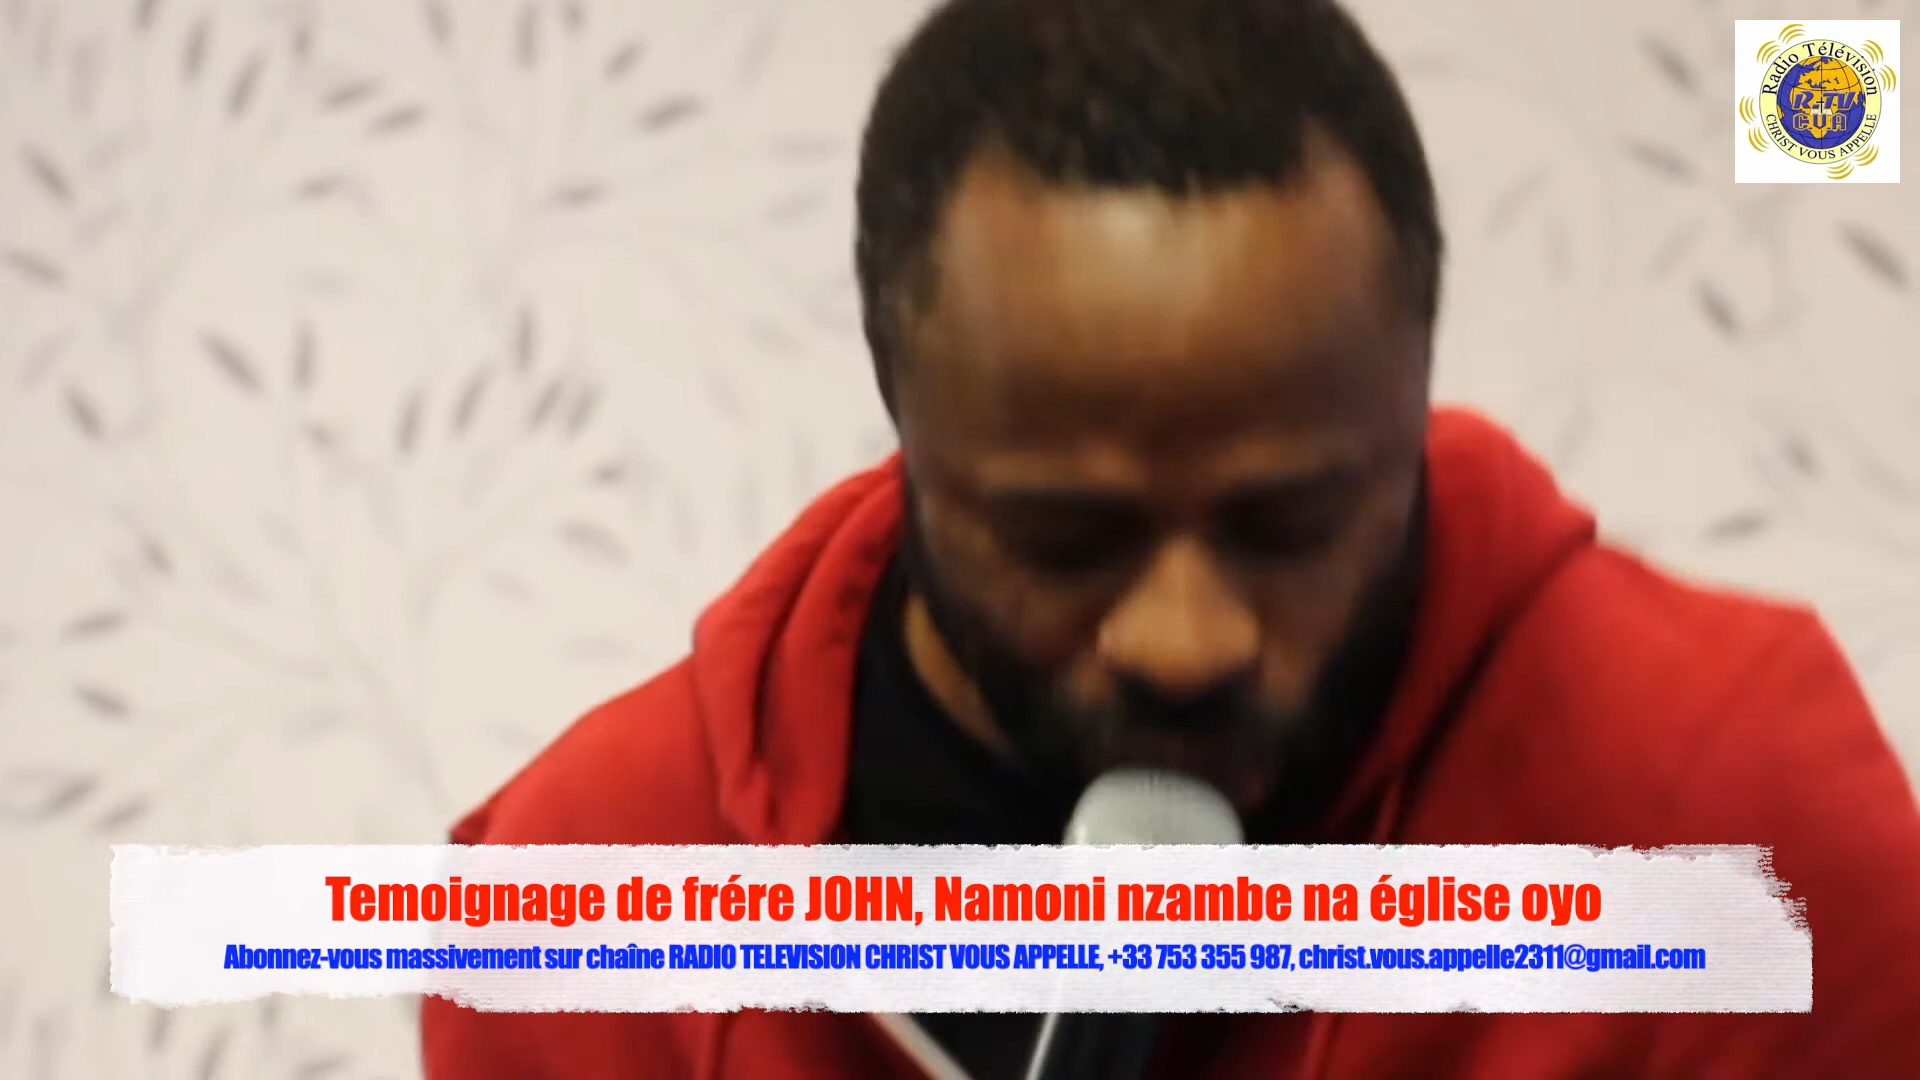 Radio Télévision
R.TV
C.V.A
CHRIST VOUS APPELLE
Temoignage de frére JOHN, Namoni nzambe na église oyo
Abonnez-vous massivement sur chaîne RADIO TELEVISION CHRIST VOUS APPELLE, +33 753 355 987, christ.vous.appelle2311@gmail.com